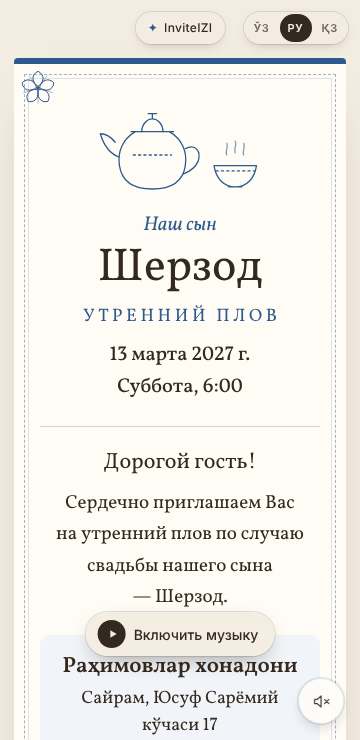 InviteIZI
ЎЗ РУ ҚЗ
Наш сын
Шерзод
УТРЕННИЙ ПЛОВ
13 марта 2027 г.
Суббота, 6:00
Дорогой гость!
Сердечно приглашаем Вас
на утренний плов по случаю
свадьбы нашего сына
— Шерзод.
Включить музыку
Раҳимовлар хонадони
Сайрам, Юсуф Сарёмий
кўчаси 17